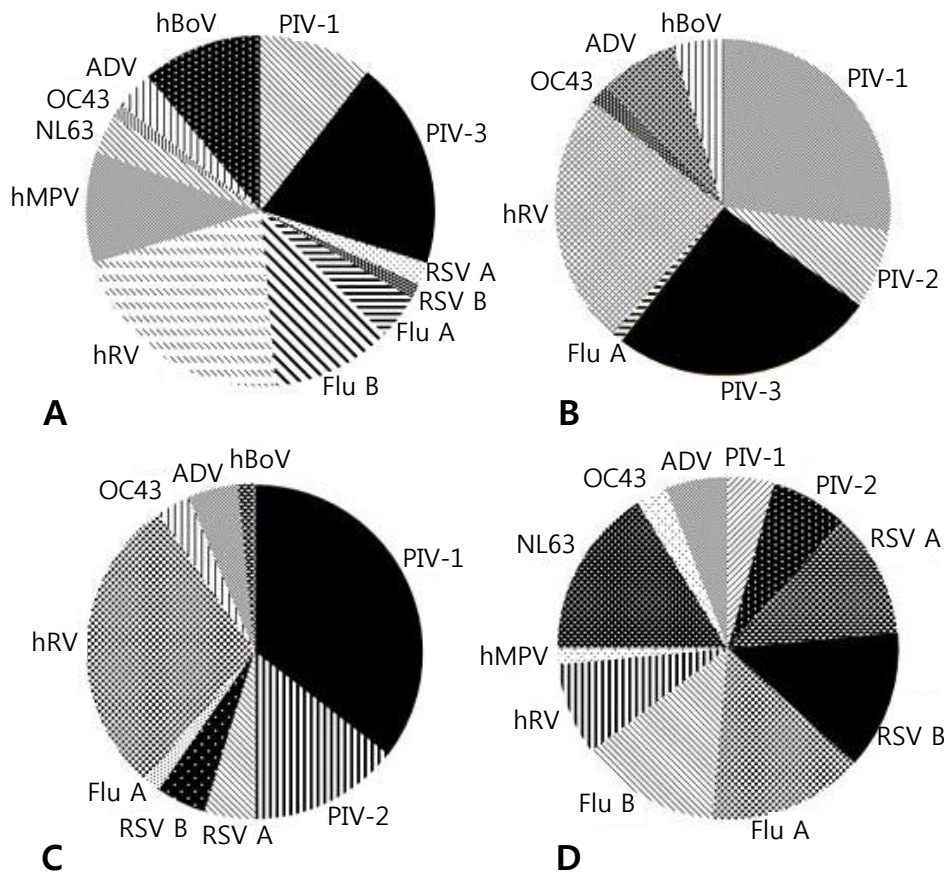 hBoV
PIV-1
ADV
OC43
NL63
PIV-3
hMPV
RSV A
RSV B
Flu A
hRV
Flu B
A
hBoV
ADV
PIV-1
OC43
hRV
PIV-2
Flu A
PIV-3
B
hBoV
ADV
OC43
PIV-1
hRV
Flu A
RSV B
RSV A
PIV-2
C
ADV
PIV-1
OC43
PIV-2
NL63
RSV A
hMPV
hRV
RSV B
Flu B
Flu A
D